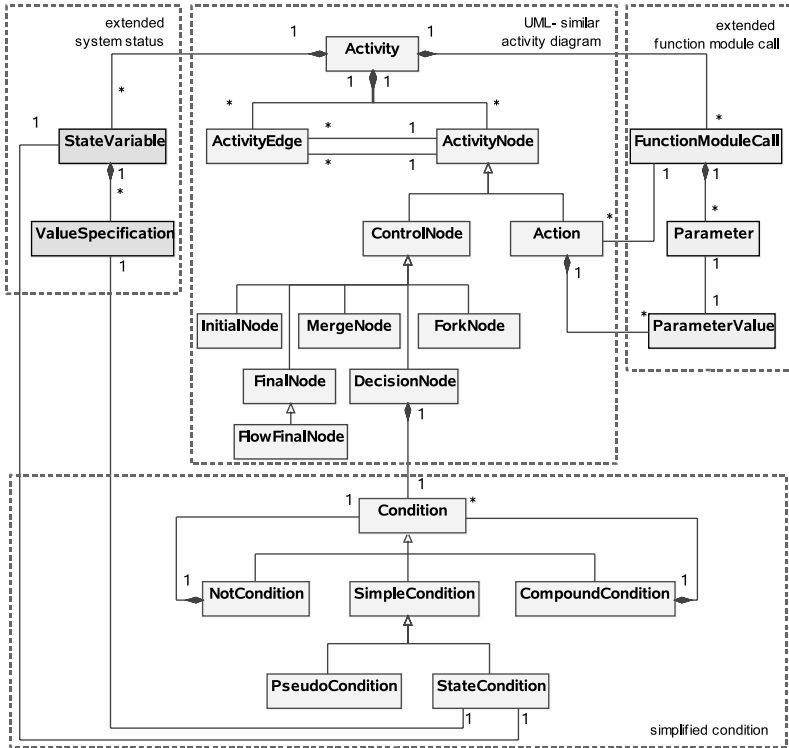 extended
system status
UML- similar
activity diagram
extended
function module call
1
Activity
1
1
1
*
*
*
*
1
StateVariable
ActivityEdge
*
1
*
1
ActivityNode
FunctionModuleCall
1
*
1
1
ValueSpecification
1
ControlNode
Action
*
1
*
Parameter
1
1
InitialNode
MergeNode
ForkNode
*
ParameterValue
FinalNode
DecisionNode
1
FlowFinalNode
1
1
Condition
*
1
NotCondition
SimpleCondition
CompoundCondition
1
PseudoCondition
StateCondition
1
1
simplified condition